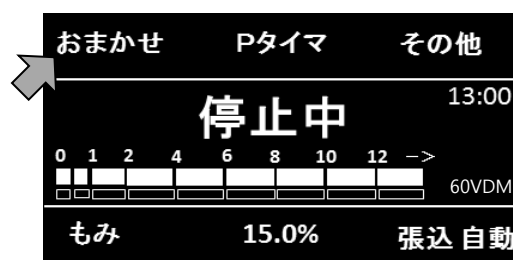 おまかせ Pタイマ その他
13:00
停止中
0 1 2 4 6 8 10 12 -->
60VDM
もみ 15.0% 張込 自動